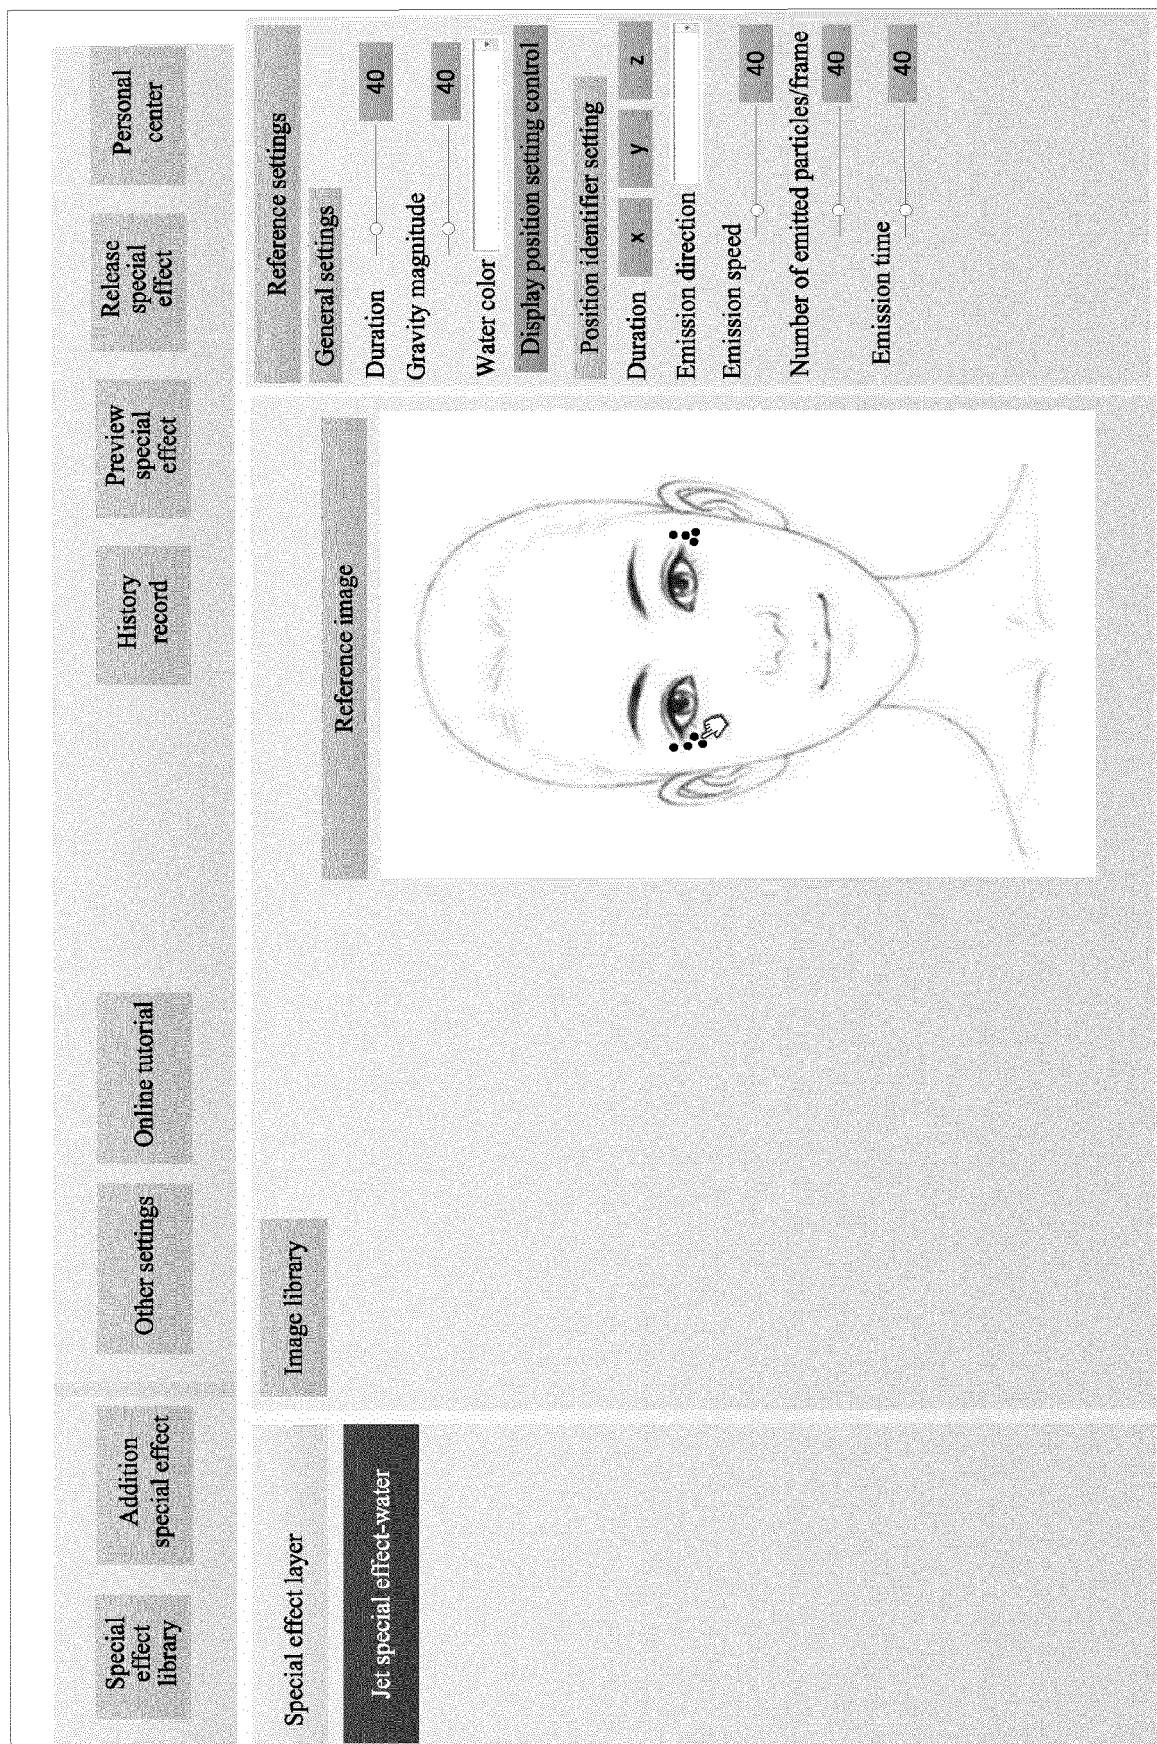 Special
effect
library
Addition
special effect
Other settings
Online tutorial
History
record
Preview
special
effect
Release
special
effect
Personal
center
Special effect layer
Jet special effect-water
Image library
Reference image
Reference settings
General settings
Duration
40
Gravity magnitude
40
Water color
Display position setting control
Position identifier setting
Duration
x
y
z
Emission direction
Emission speed
40
Number of emitted particles/frame
40
Emission time
40